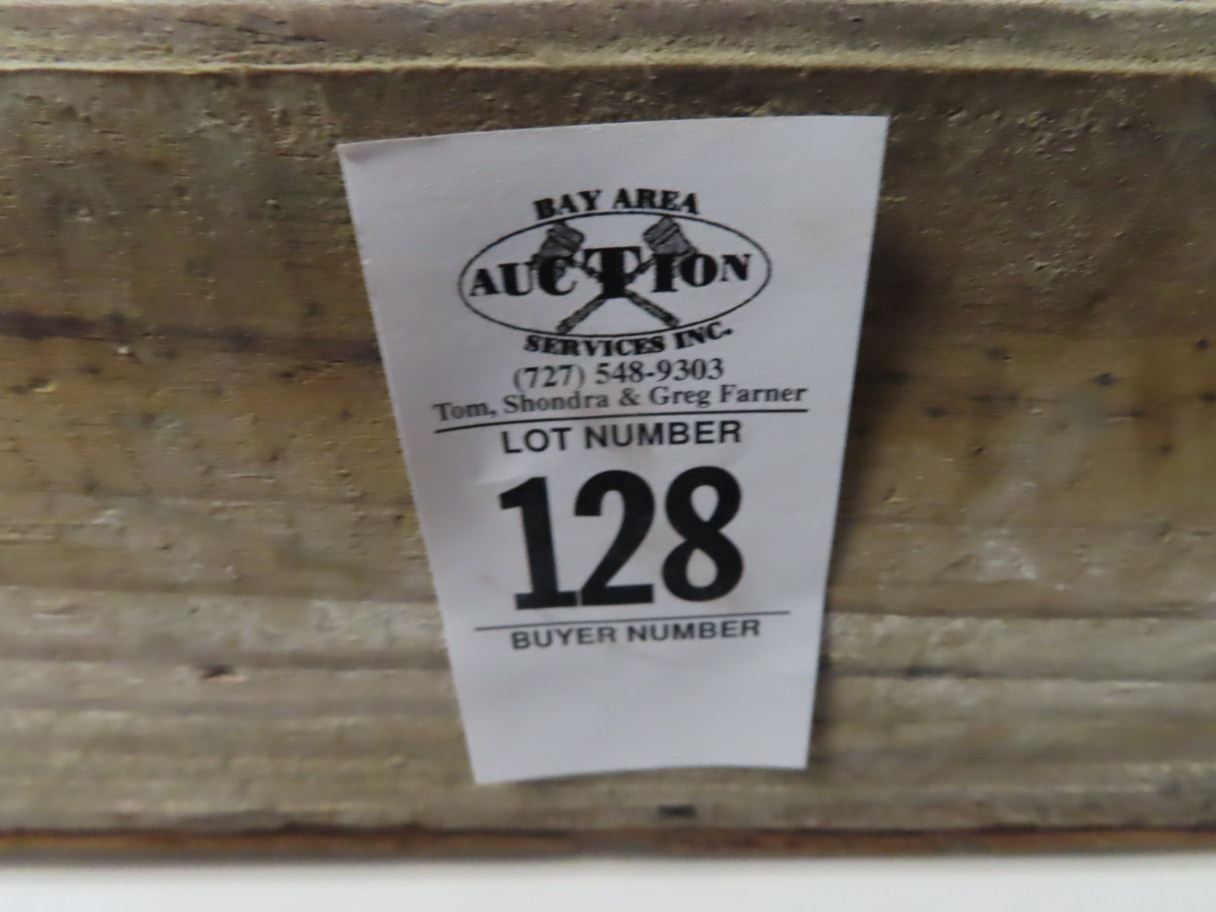 BAY AREA
AUCTION
SERVICES INC.
(727) 548-9303
Tom, Shondra & Greg Farner
LOT NUMBER
128
BUYER NUMBER